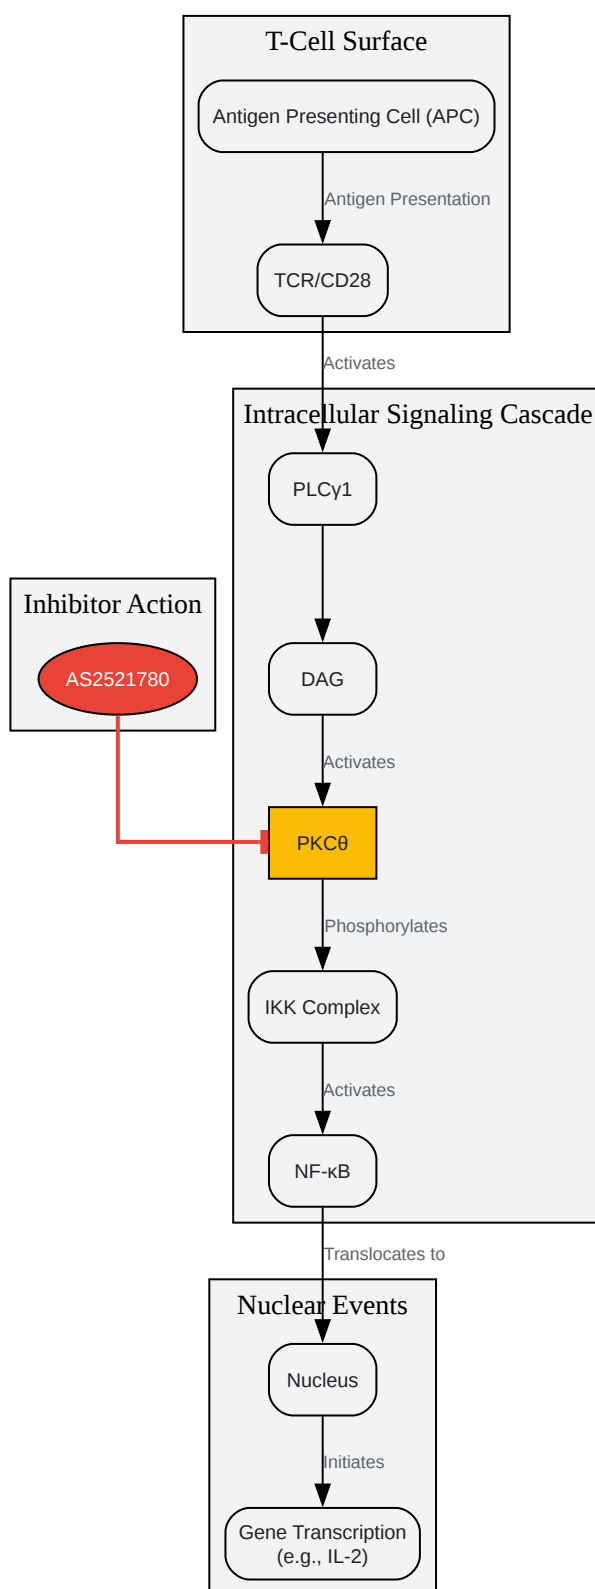 T-Cell Surface
Antigen Presenting Cell (APC)
Antigen Presentation
TCR/CD28
Activates
Intracellular Signaling Cascade
PLCγ1
Inhibitor Action
AS2521780
DAG
Activates
PKCθ
Phosphorylates
IKK Complex
Activates
NF-κB
Translocates to
Nuclear Events
Nucleus
Initiates
Gene Transcription
(e.g., IL-2)